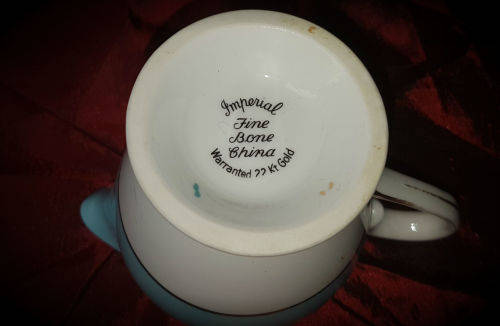 Imperial
Fine
Bone
China
Warranted 22 Kt Gold